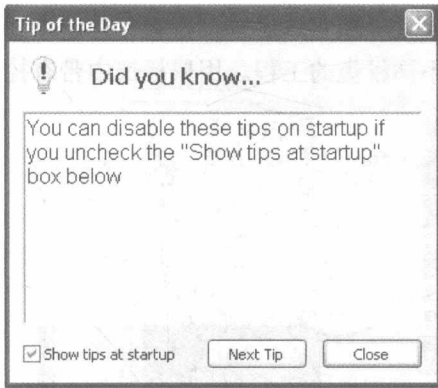 Tip of the Day
Did you know...
You can disable these tips on startup if
you uncheck the "Show tips at startup"
box below
Show tips at startup
Next Tip
Close